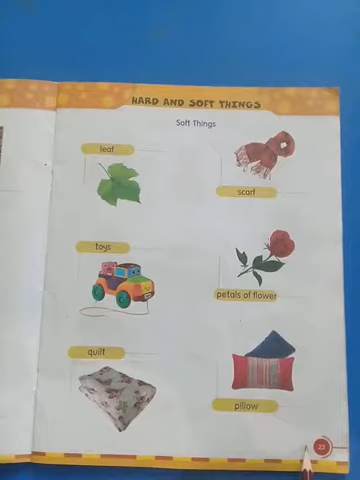 HARD AND SOFT THINGS
Soft Things
leaf
scarf
toys
petals of flower
quilt
pillow
22